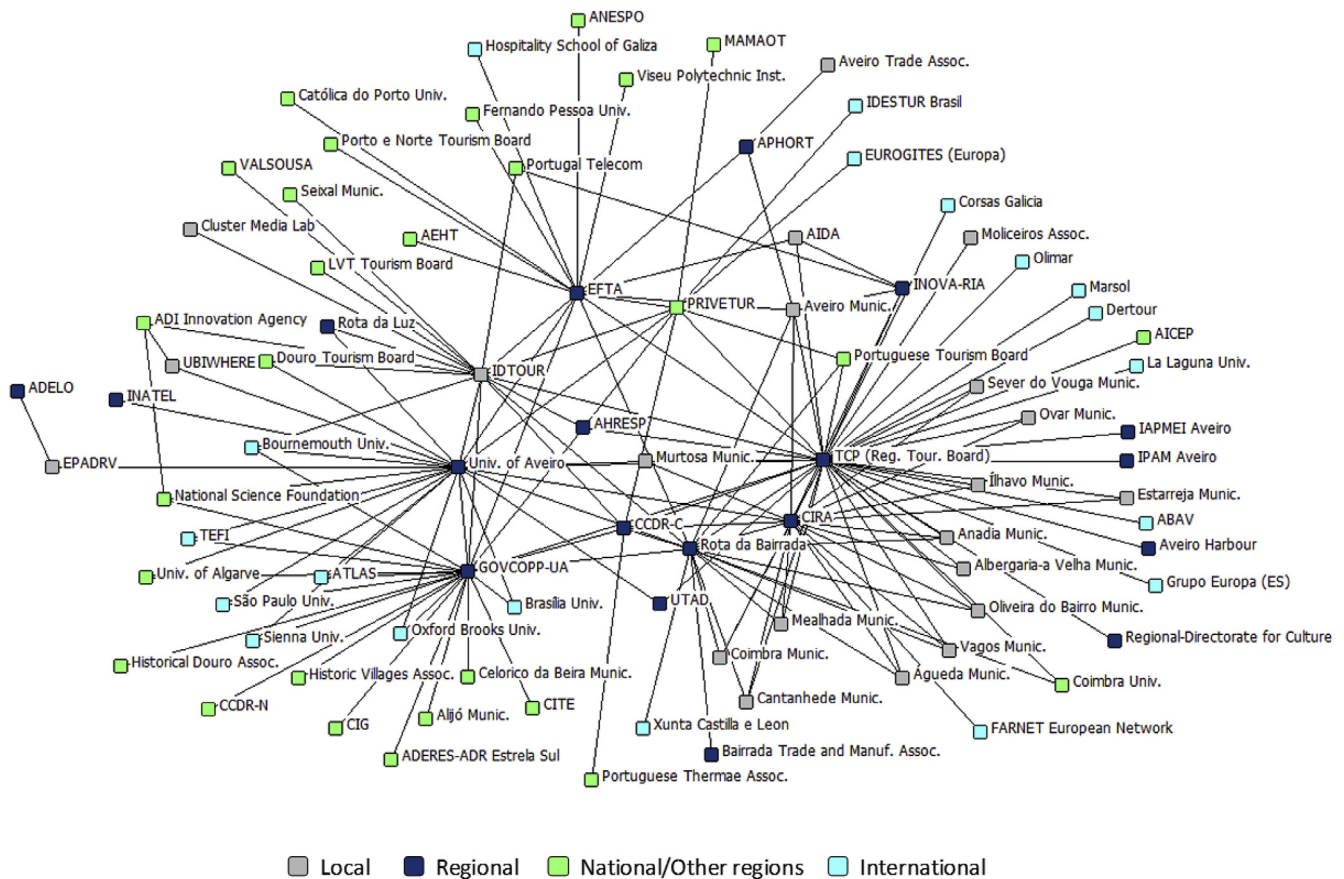 ANESPO
Hospitality School of Galiza
MAMAOT
Aveiro Trade Assoc.
Viseu Polytechnic Inst.
Católica do Porto Univ.
IDESTUR Brasil
Fernando Pessoa Univ.
Porto e Norte Tourism Board
APHORT
EUROGITES (Europa)
VALSOUSA
Portugal Telecom
Seixal Munic.
Corsas Galicia
Cluster Media Lab
AEHT
AIDA
Moliceiros Assoc.
LVT Tourism Board
Olimar
EFTA
INOVA-RIA
Marsol
PRIVETUR
Aveiro Munic.
Dertour
ADI Innovation Agency
Rota da Luz
AICEP
UBIWHERE
Douro Tourism Board
IDTOUR
Portuguese Tourism Board
La Laguna Univ.
ADELO
INATEL
Sever do Vouga Munic.
AHRESP
Ovar Munic.
IAPMEI Aveiro
Bournemouth Univ.
EPADRV
Univ. of Aveiro
Murtosa Munic.
TCP (Reg. Tour. Board)
IPAM Aveiro
National Science Foundation
Ílhavo Munic.
Estarreja Munic.
TEFI
CCDR-C
CIRA
ABAV
Anadia Munic.
Rota da Bairrada
Aveiro Harbour
Univ. of Algarve
ATLAS
GOVCOPP-UA
Albergaria-a Velha Munic.
Grupo Europa (ES)
São Paulo Univ.
Brasília Univ.
UTAD
Oliveira do Bairro Munic.
Sienna Univ.
Oxford Brooks Univ.
Mealhada Munic.
Regional-Directorate for Culture
Historical Douro Assoc.
Historic Villages Assoc.
Celorico da Beira Munic.
Coimbra Munic.
Vagos Munic.
Águeda Munic.
Coimbra Univ.
CCDR-N
CIG
Alijó Munic.
CITE
Cantanhede Munic.
Xunta Castilla e Leon
FARNET European Network
ADERES-ADR Estrela Sul
Bairrada Trade and Manuf. Assoc.
Portuguese Thermae Assoc.
Local
Regional
National/Other regions
International